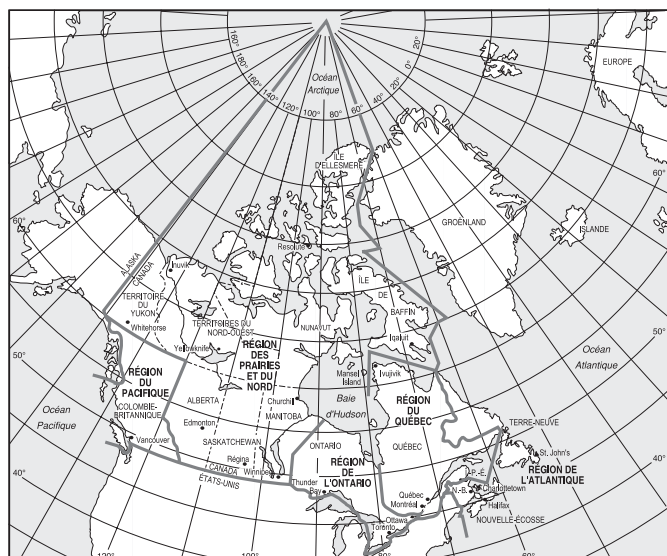 160°
160°
180°
160°
140°
120°
100°
80°
60°
40°
20°
0°
20°
Océan
Arctique
EUROPE
ÎLE
D'ELLESMERE
GROËNLAND
ISLANDE
60°
60°
Resolute
ALASKA
CANADA
Inuvik
TERRITOIRE
DU
YUKON
Whitehorse
TERRITOIRES DU
NORD-OUEST
Yellowknife
NUNAVUT
ÎLE
DE
BAFFIN
Iqaluit
50°
50°
RÉGION
DES
PRAIRIES
ET DU
NORD
Mansel
Island
Ivujivik
Océan
Atlantique
RÉGION
DU
PACIFIQUE
RÉGION
DU
QUÉBEC
Baie
d'Hudson
Churchill
Océan
Pacifique
COLOMBIE-
BRITANNIQUE
ALBERTA
MANITOBA
Edmonton
SASKATCHEWAN
ONTARIO
QUÉBEC
TERRE-NEUVE
St. John's
Vancouver
Régina
Winnipeg
CANADA
ÉTATS-UNIS
RÉGION
DE
L'ONTARIO
Thunder
Bay
RÉGION DE
L'ATLANTIQUE
Î.-P.-É.
N.-B.
Charlottetown
Halifax
NOUVELLE-ÉCOSSE
Québec
Montréal
Ottawa
Toronto
40°
40°
120°
100°
80°
60°